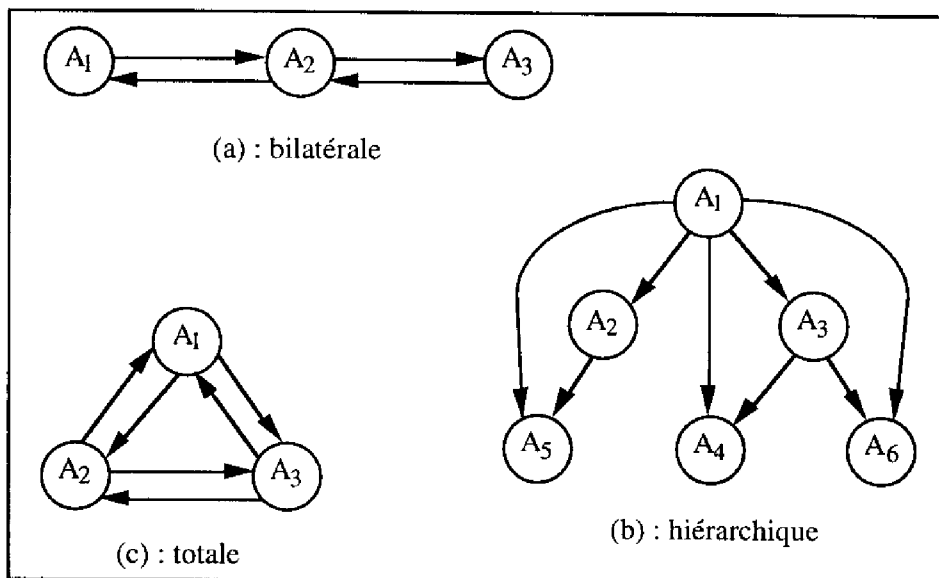 A1 A2 A3
(a) : bilatérale
A1
A2 A3
A5 A4 A6
(b) : hiérarchique
A1
A2 A3
(c) : totale